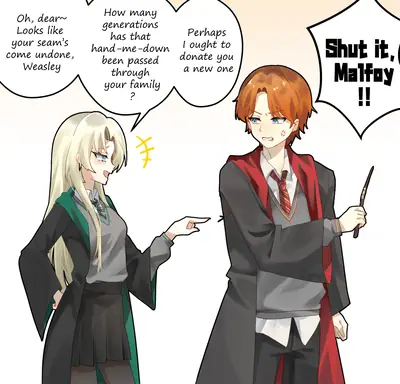 Oh, dear~
Looks like
your seam's
come undone,
Weasley
How many
generations
has that
hand-me-down
been passed
through
your family
?
Perhaps
I ought to
donate you
a new one
Shut it,
Malfoy
!!